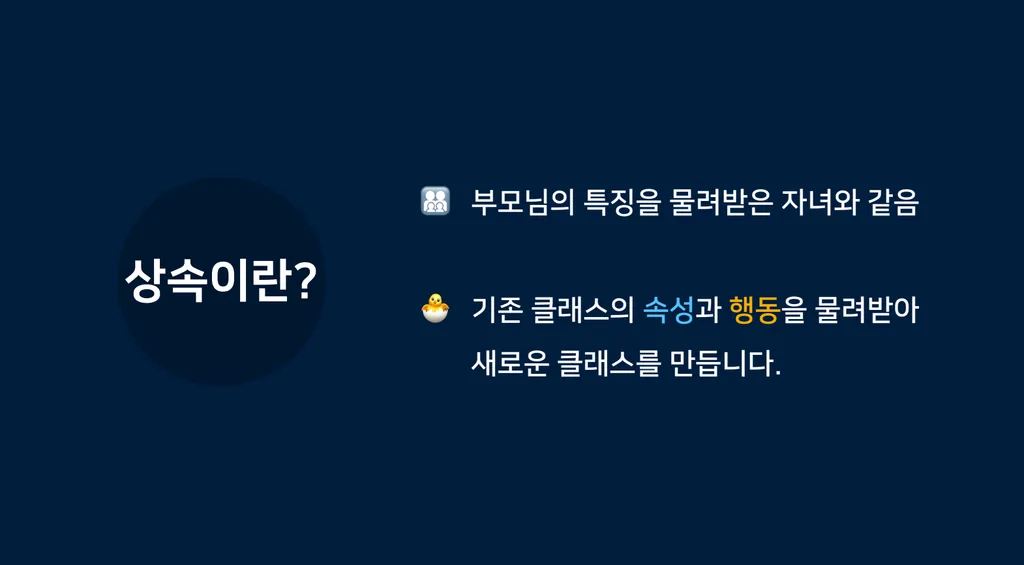 상속이란?
부모님의 특징을 물려받은 자녀와 같음
기존 클래스의 속성과 행동을 물려받아
새로운 클래스를 만듭니다.